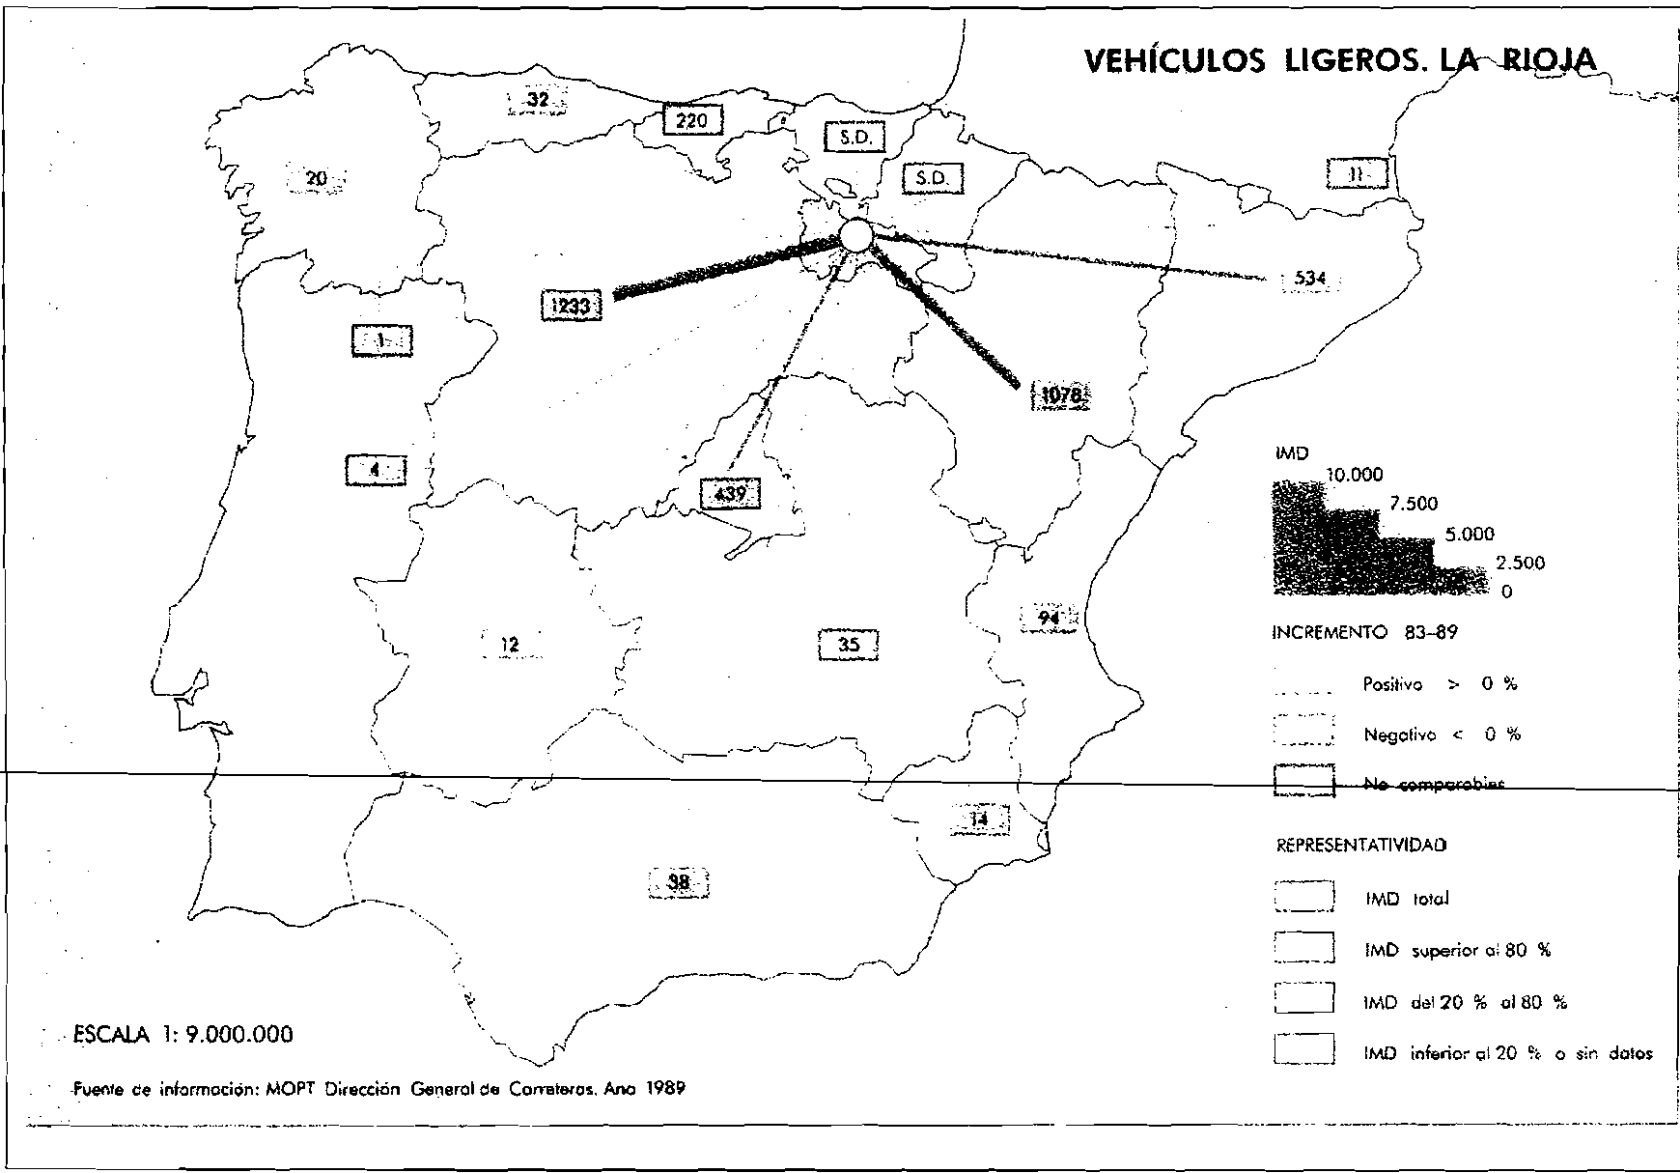 VEHÍCULOS LIGEROS. LA RIOJA
32
220
S.D.
S.D.
20
11
534
1233
1
1078
4
439
IMD
10.000
7.500
5.000
2.500
0
94
12
35
INCREMENTO 83-89
Positivo > 0 %
Negativo < 0 %
No comparables
14
38
REPRESENTATIVIDAD
IMD total
IMD superior al 80 %
IMD del 20 % al 80 %
IMD inferior al 20 % o sin datos
ESCALA 1: 9.000.000
Fuente de información: MOPT Dirección General de Carreteras. Ano 1989